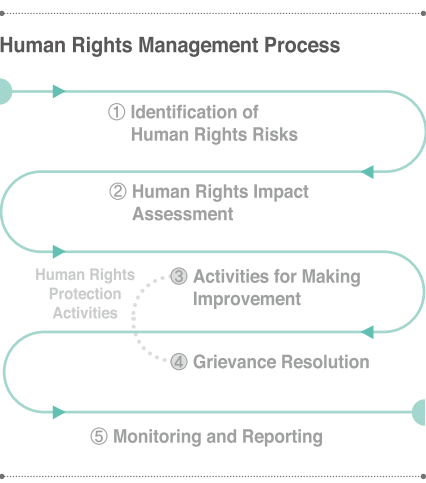 Human Rights Management Process
① Identification of
Human Rights Risks
② Human Rights Impact
Assessment
Human Rights
Protection
Activities
③ Activities for Making
Improvement
④ Grievance Resolution
⑤ Monitoring and Reporting